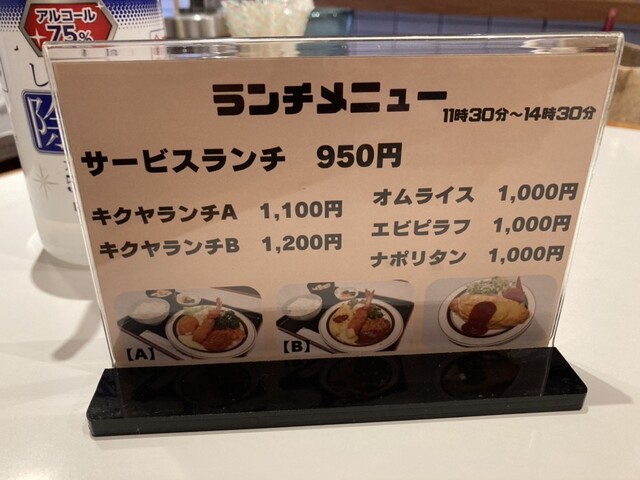 アルコール
75%
し
除
ランチメニュー
11時30分～14時30分
サービスランチ 950円
キクヤランチA 1,100円
キクヤランチB 1,200円
オムライス 1,000円
エビピラフ 1,000円
ナポリタン 1,000円
【A】
【B】